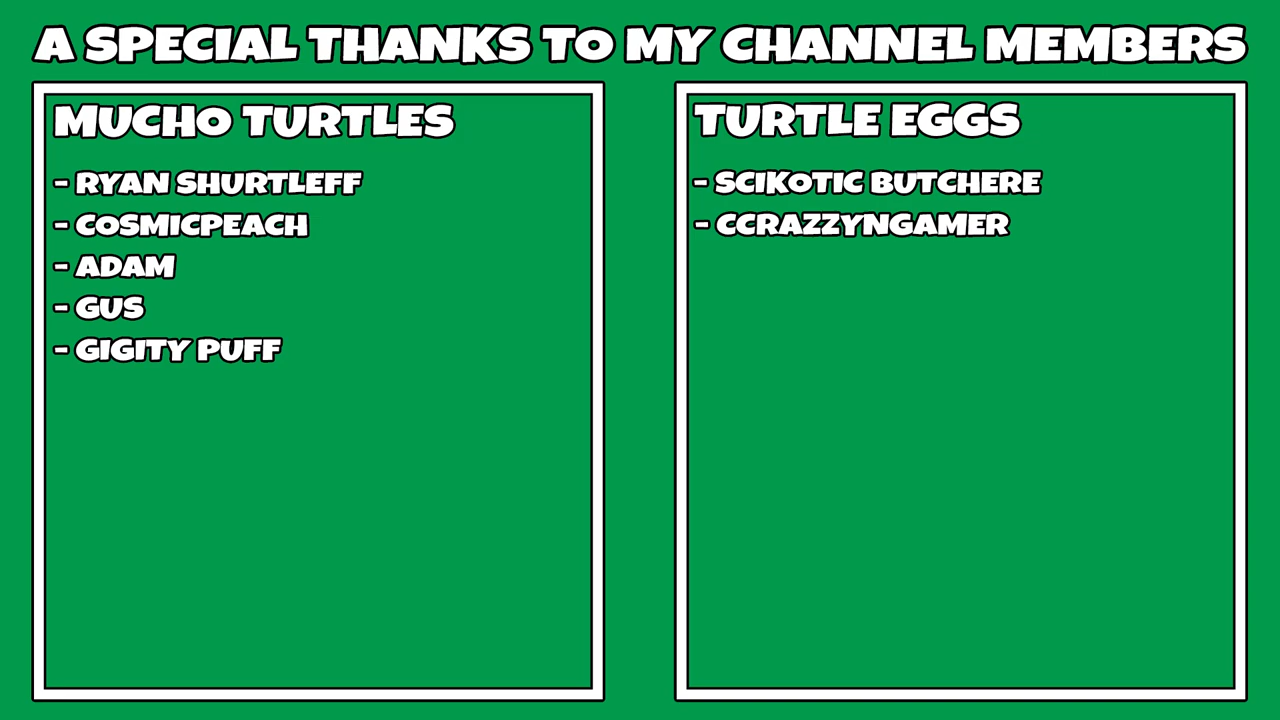 A SPECIAL THANKS TO MY CHANNEL MEMBERS
MUCHO TURTLES
- RYAN SHURTLEFF
- COSMICPEACH
- ADAM
- GUS
- GIGITY PUFF
TURTLE EGGS
- SCIKOTIC BUTCHERE
- CCRAZZYNGAMER